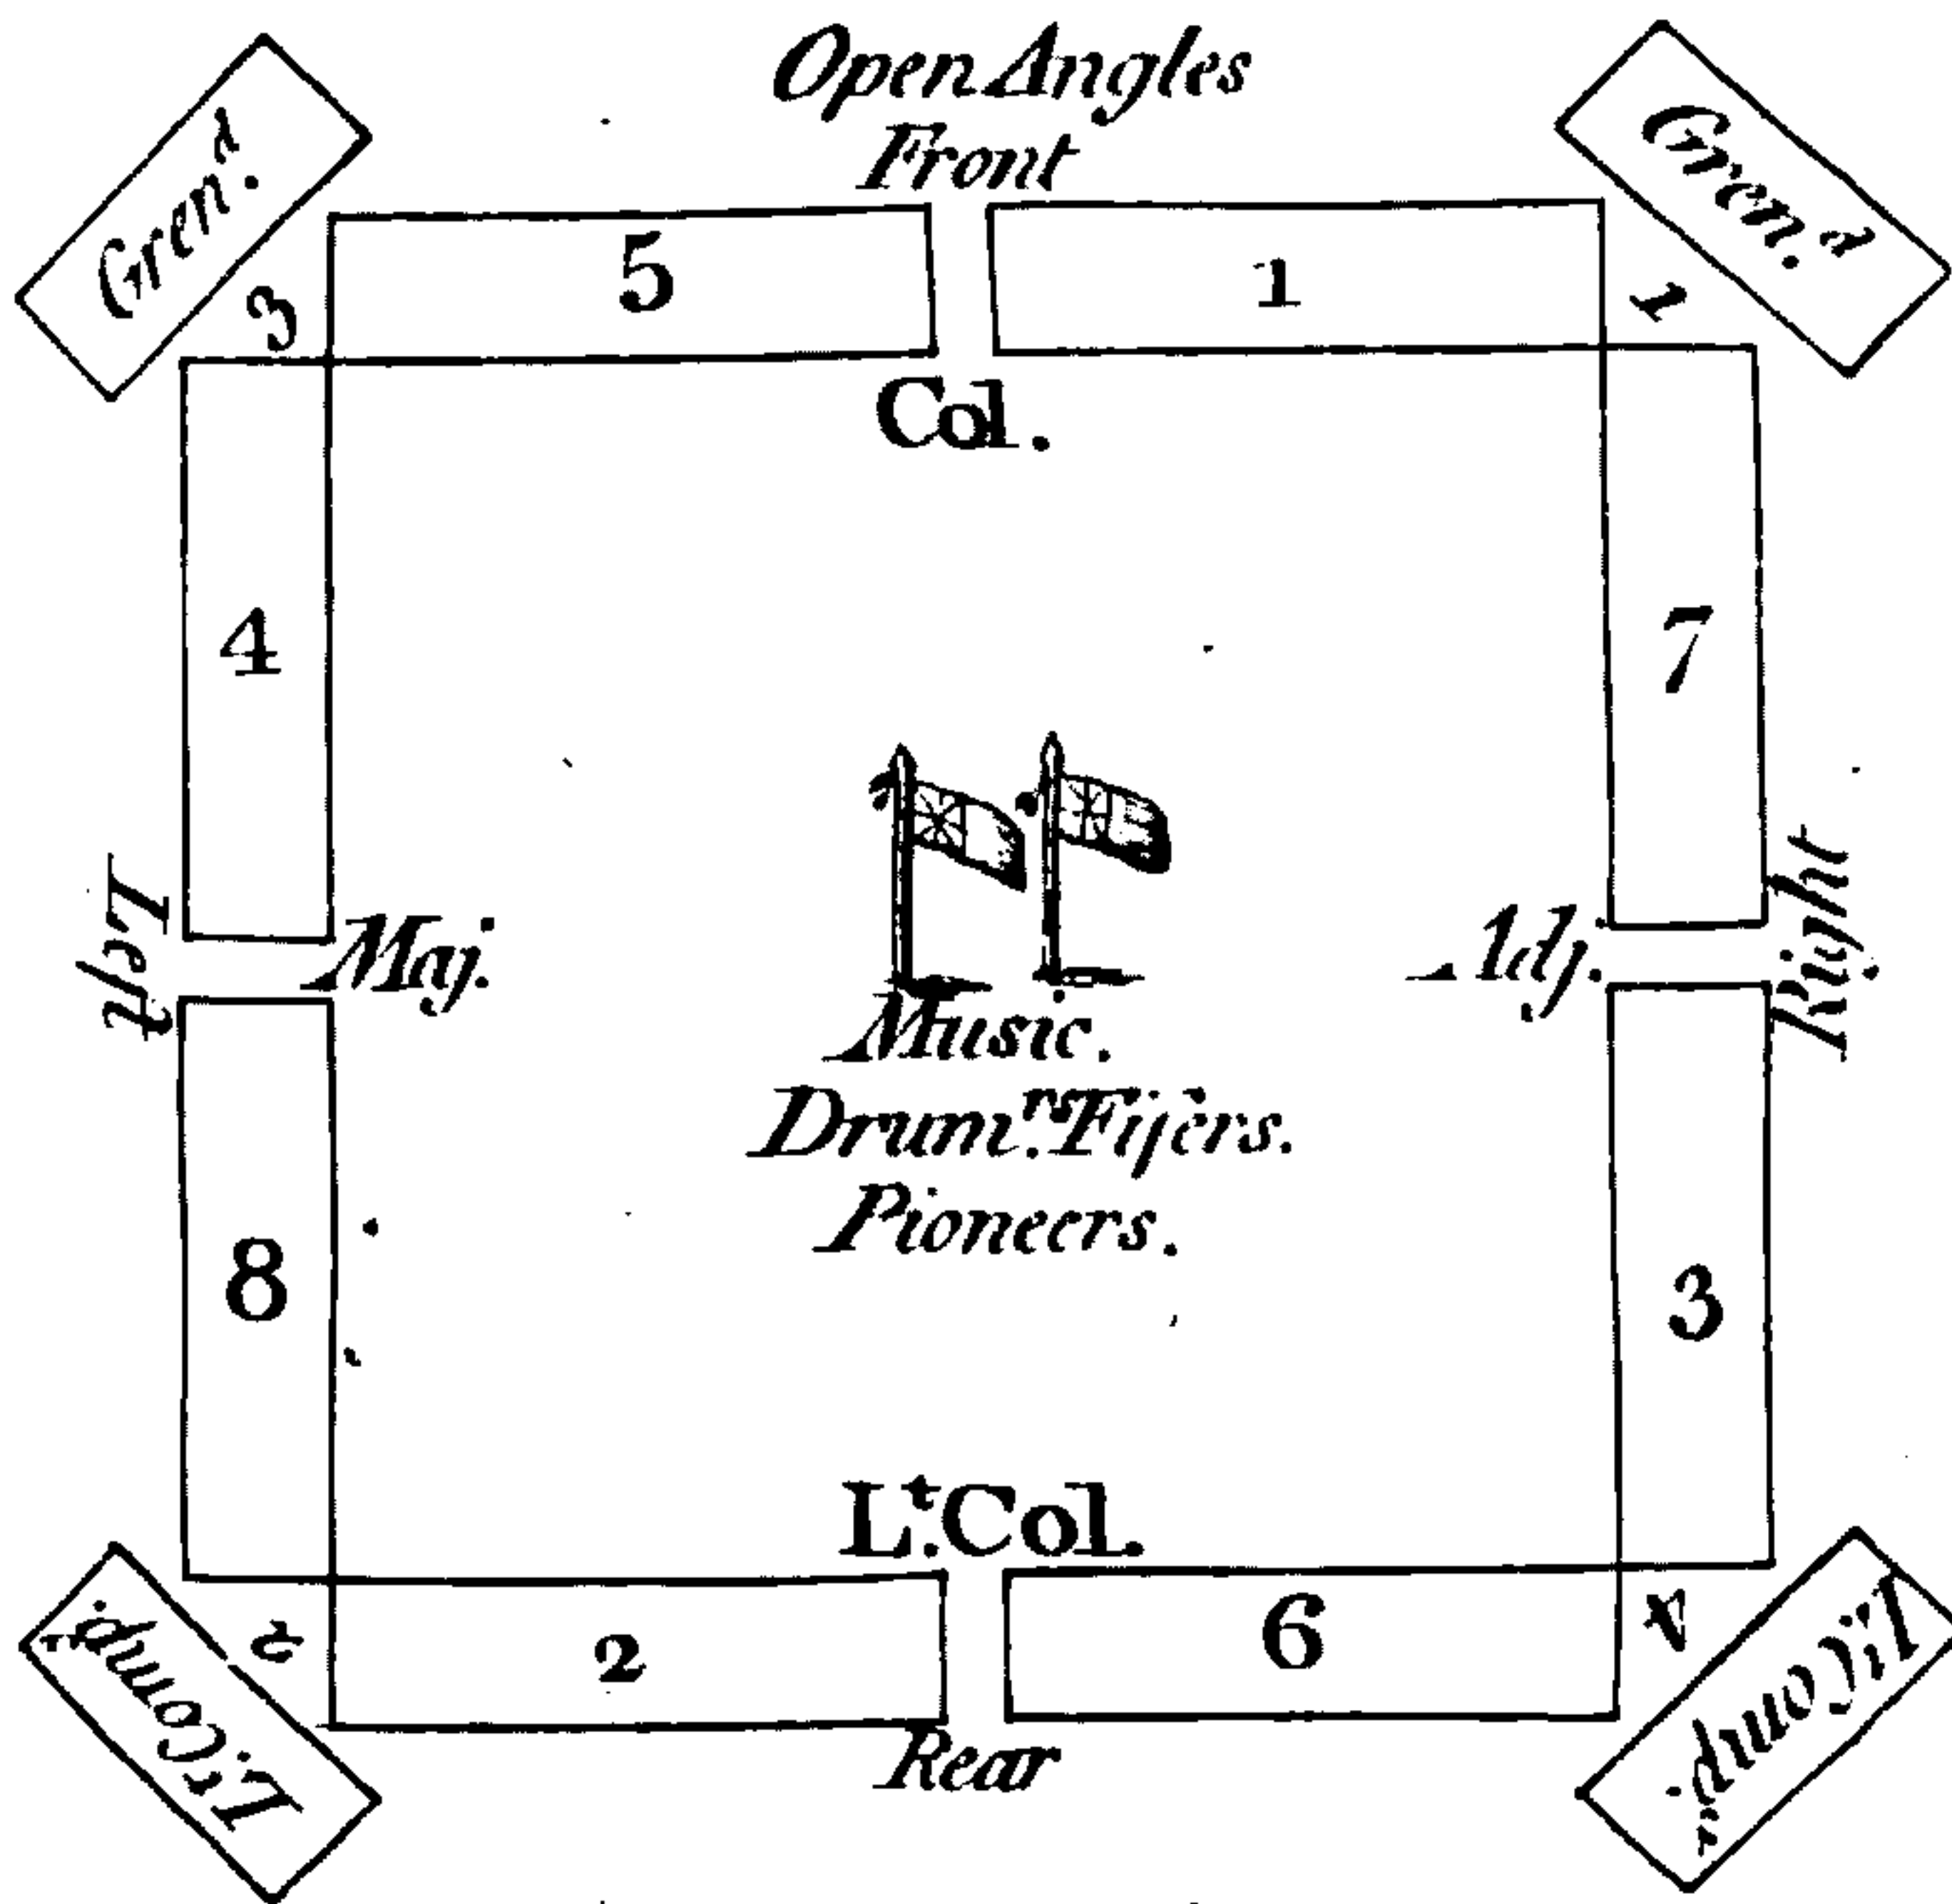 Open Angles
Front
Gren.d
Gren.d
5
1
3
1
Col.
4
7
Left
Maj.
Adj.
Right
Music.
Drum.rs Fifers.
Pioneers.
8
3
Lt. Col.
2
6
2
4
Lt. Comp.
Lt. Comp.
Rear